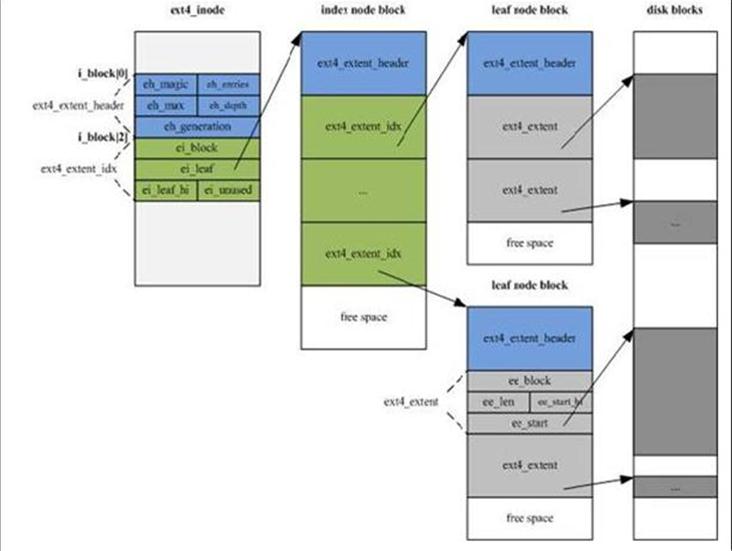 ext4_inode
index node block
leaf node block
disk blocks
i_block[0]
ext4_extent_header
i_block[2]
ext4_extent_idx
eh_magic
eh_entries
eh_max
eh_depth
eh_generation
ei_block
ei_leaf
ei_leaf_hi
ei_unused
ext4_extent_header
ext4_extent_idx
...
ext4_extent_idx
free space
ext4_extent_header
ext4_extent
ext4_extent
free space
leaf node block
ext4_extent_header
ext4_extent
ee_block
ee_len
ee_start_hi
ee_start
ext4_extent
free space
...
...